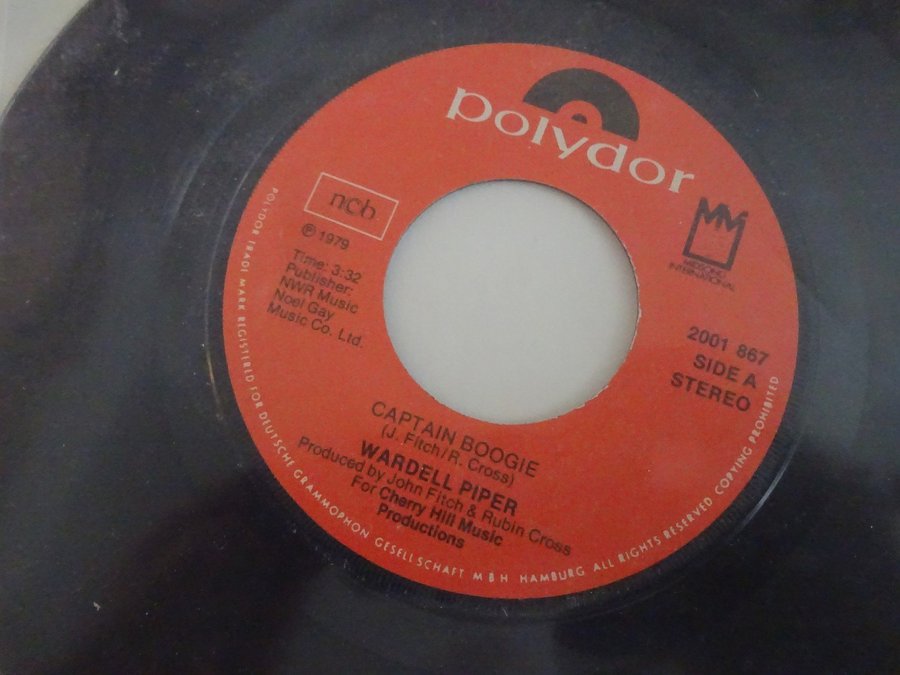 polydor
ncb
℗ 1979
Time: 3:32
Publisher:
NWR Music
Noel Gay
Music Co. Ltd.
MIDSONG
INTERNATIONAL
2001 867
SIDE A
STEREO
CAPTAIN BOOGIE
(J. Fitch/R. Cross)
WARDELL PIPER
Produced by John Fitch & Rubin Cross
For Cherry Hill Music
Productions
POLYDOR TRADE MARK REGISTERED FOR DEUTSCHE GRAMMOPHON GESELLSCHAFT MBH HAMBURG ALL RIGHTS RESERVED COPYING PROHIBITED